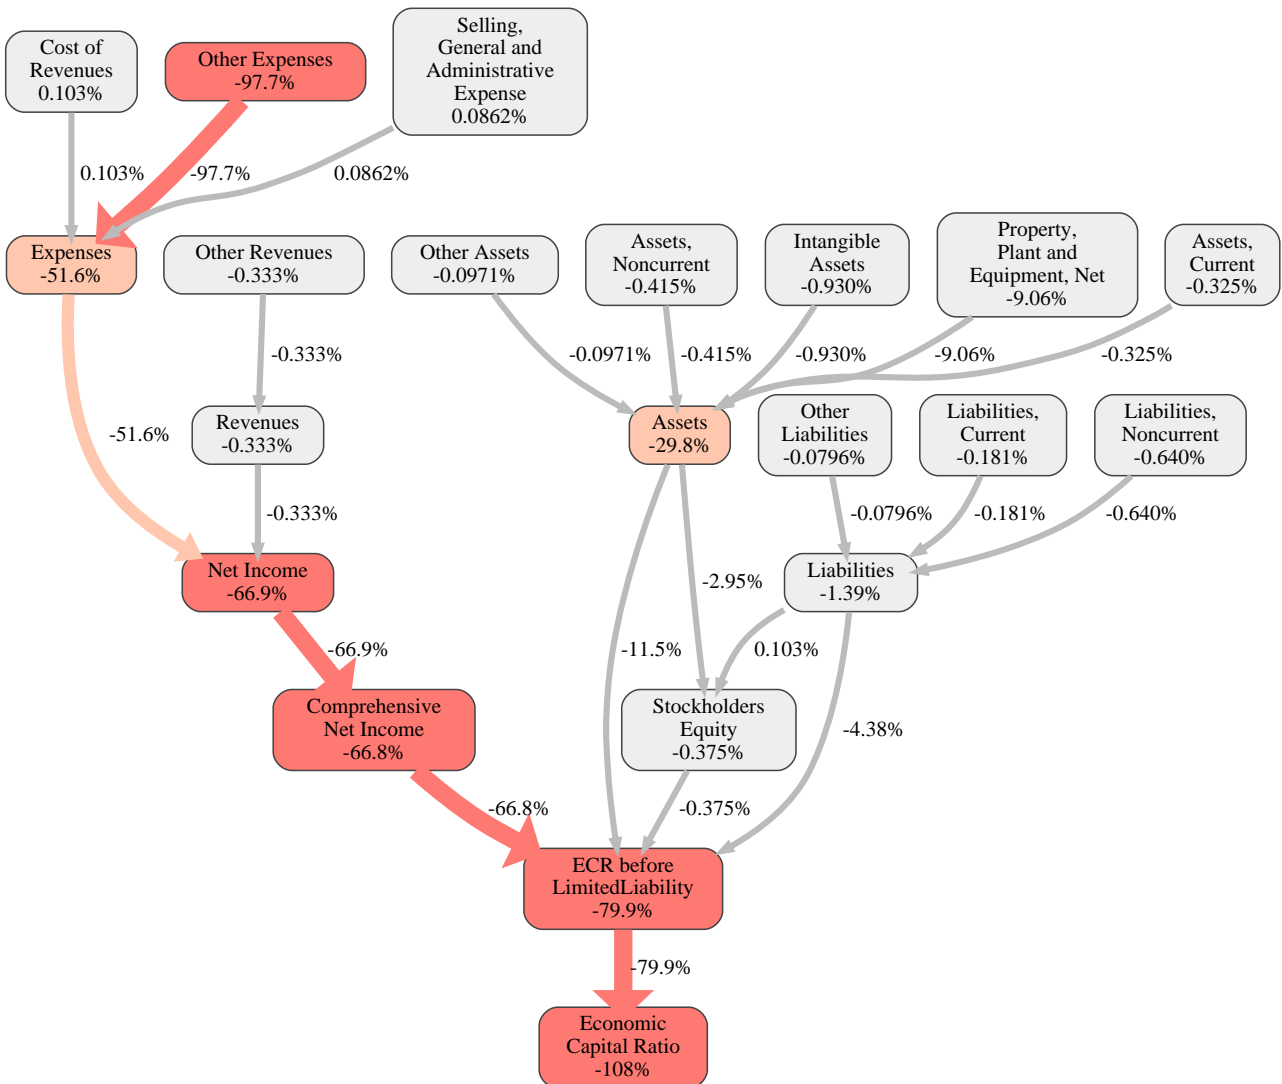 Cost of
Revenues
0.103%
Other Expenses
-97.7%
Selling,
General and
Administrative
Expense
0.0862%
0.103%
-97.7%
0.0862%
Expenses
-51.6%
Other Revenues
-0.333%
Other Assets
-0.0971%
Assets,
Noncurrent
-0.415%
Intangible
Assets
-0.930%
Property,
Plant and
Equipment, Net
-9.06%
Assets,
Current
-0.325%
-0.333%
-0.0971%
-0.415%
-0.930%
-9.06%
-0.325%
-51.6%
Revenues
-0.333%
Assets
-29.8%
Other
Liabilities
-0.0796%
Liabilities,
Current
-0.181%
Liabilities,
Noncurrent
-0.640%
-0.333%
-0.0796%
-0.181%
-0.640%
Net Income
-66.9%
-2.95%
Liabilities
-1.39%
-66.9%
-11.5%
0.103%
Comprehensive
Net Income
-66.8%
Stockholders
Equity
-0.375%
-4.38%
-66.8%
-0.375%
ECR before
LimitedLiability
-79.9%
-79.9%
Economic
Capital Ratio
-108%